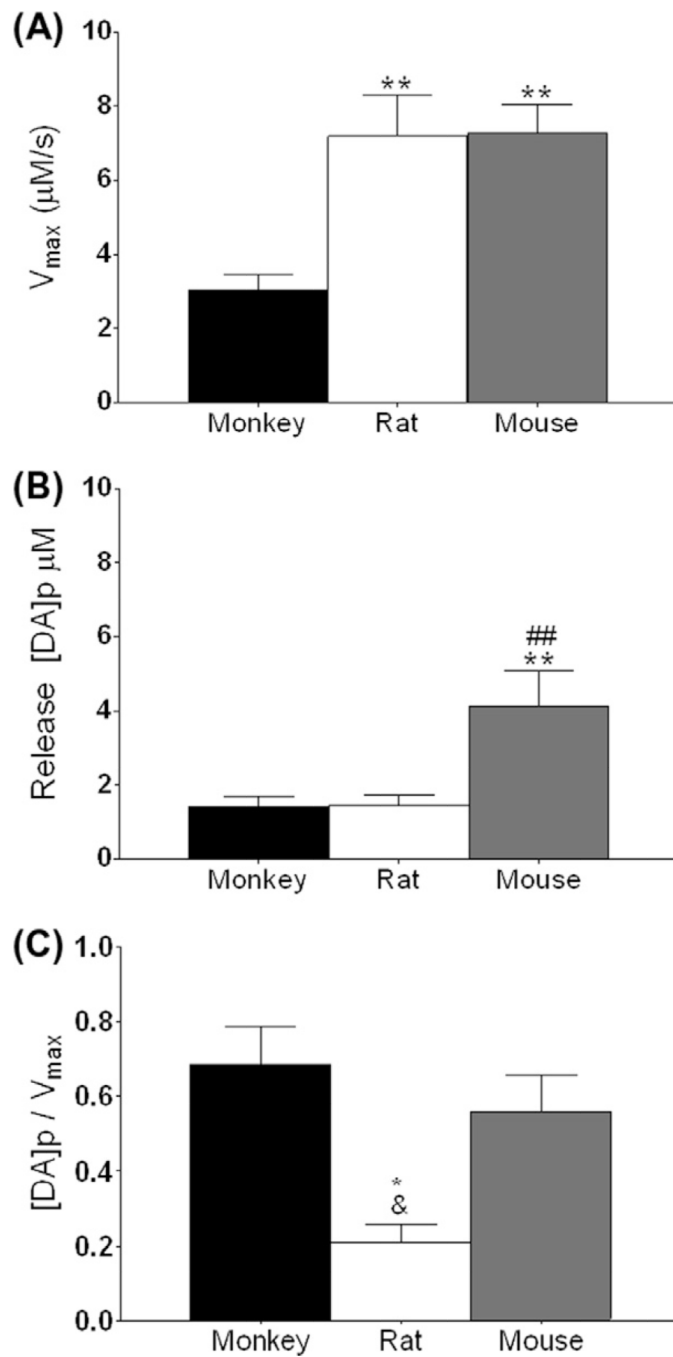 (A)
10
8
6
4
2
0
Vmax (μM/s)
**
**
Monkey Rat Mouse
(B)
10
8
6
4
2
0
Release [DA]p μM
##
**
Monkey Rat Mouse
(C)
1.0
0.8
0.6
0.4
0.2
0.0
[DA]p / Vmax
*
&
Monkey Rat Mouse